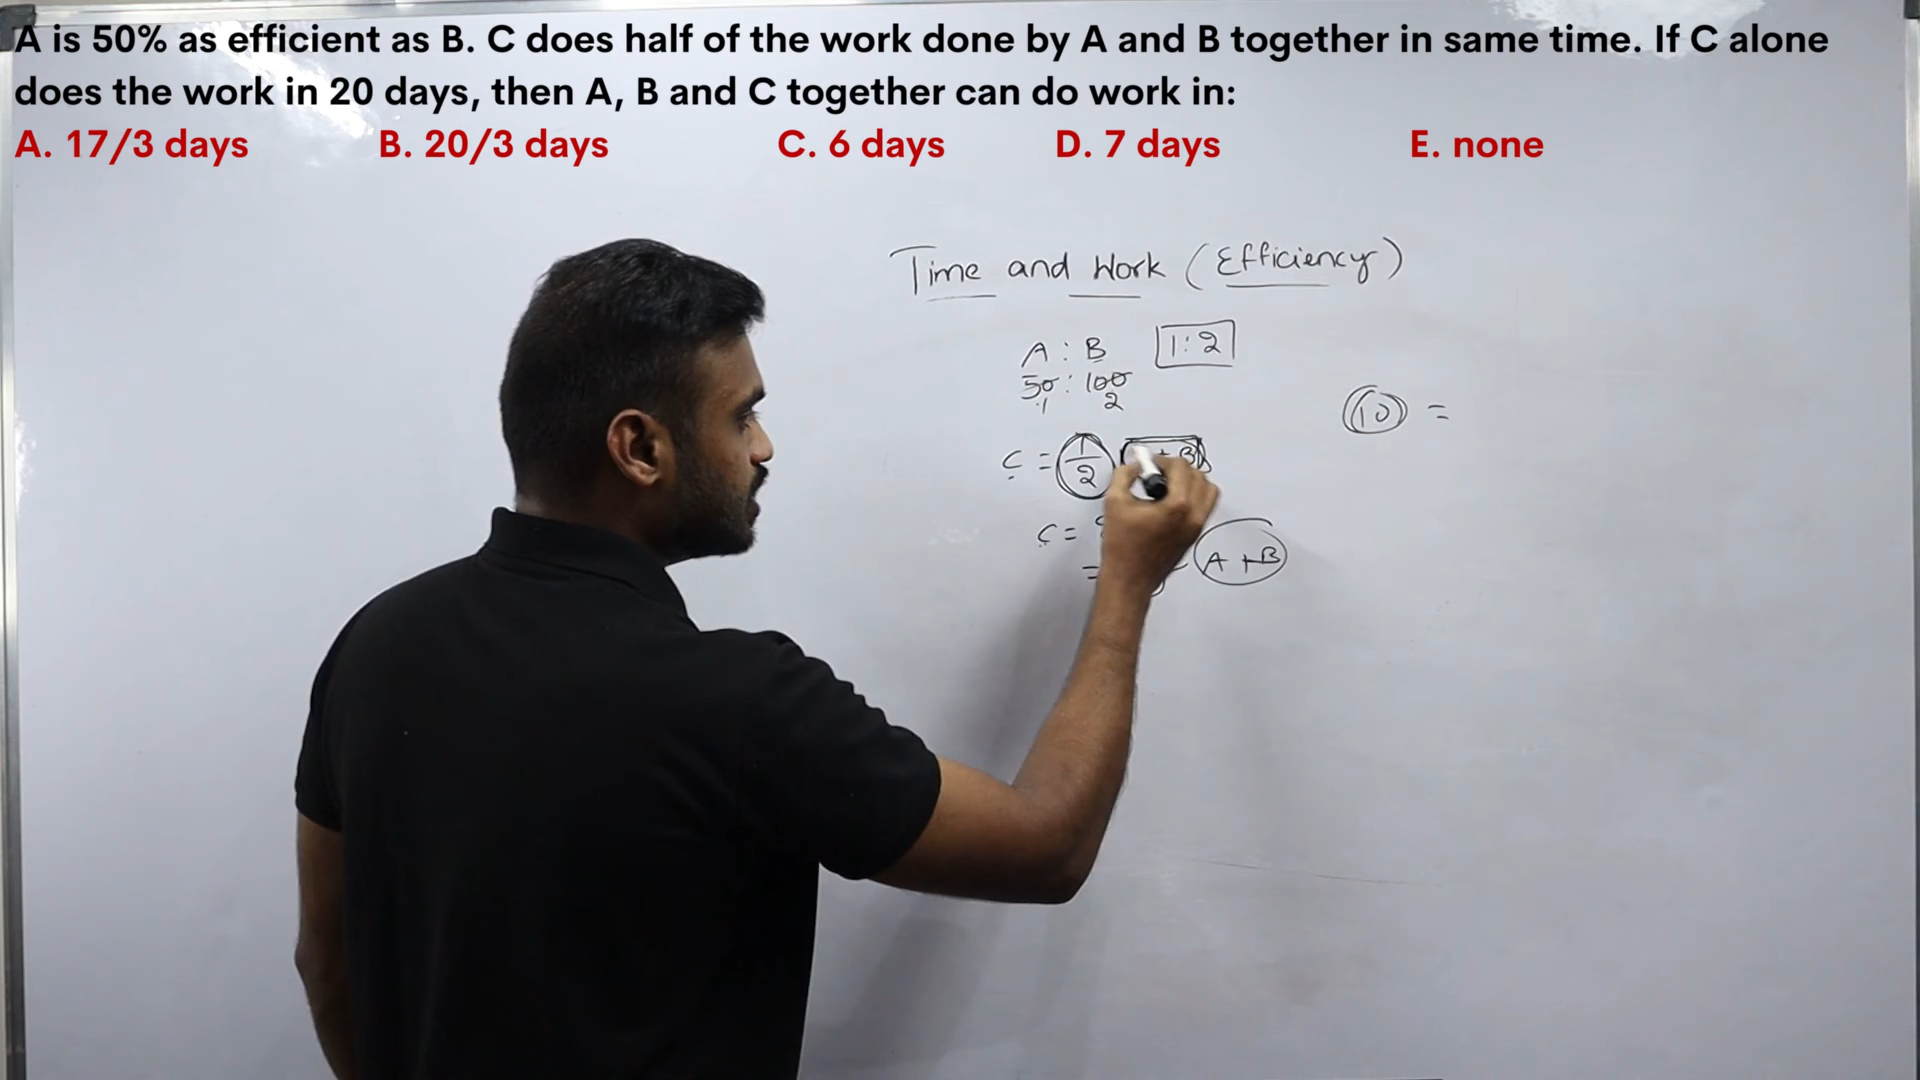 A is 50% as efficient as B. C does half of the work done by A and B together in same time. If C alone
does the work in 20 days, then A, B and C together can do work in:
A. 17/3 days B. 20/3 days C. 6 days D. 7 days E. none
Time and Work (Efficiency)
A : B 1:2
50 : 100
1 2
10 =
C = 1/2 + B
C =
= A + B